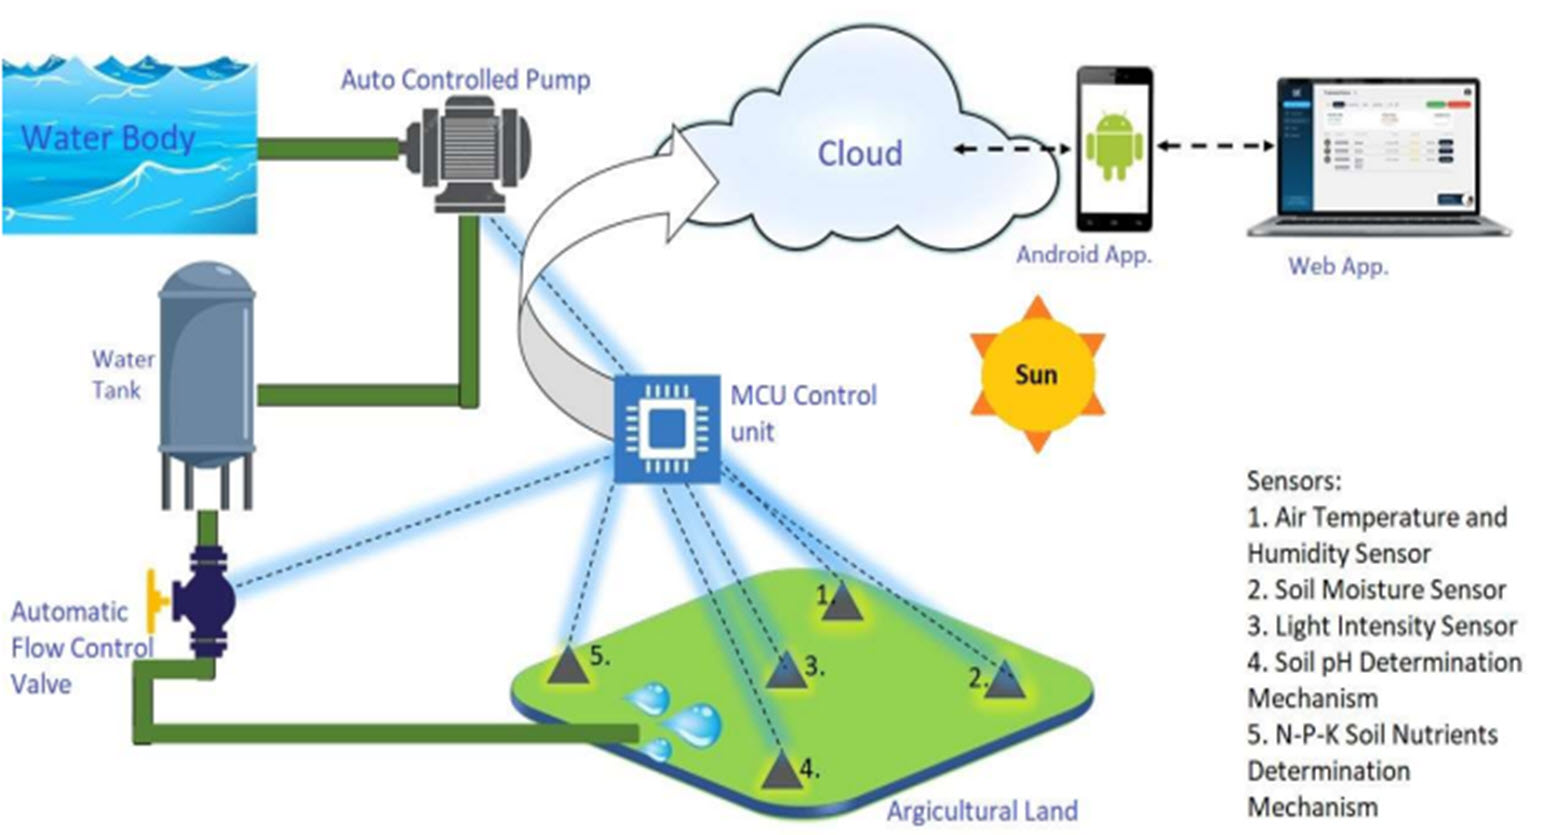 Water Body
Auto Controlled Pump
Cloud
Android App.
Web App.
Water
Tank
MCU Control
unit
Sun
Automatic
Flow Control
Valve
1.
2.
3.
4.
5.
Argicultural Land
Sensors:
1. Air Temperature and
Humidity Sensor
2. Soil Moisture Sensor
3. Light Intensity Sensor
4. Soil pH Determination
Mechanism
5. N-P-K Soil Nutrients
Determination
Mechanism